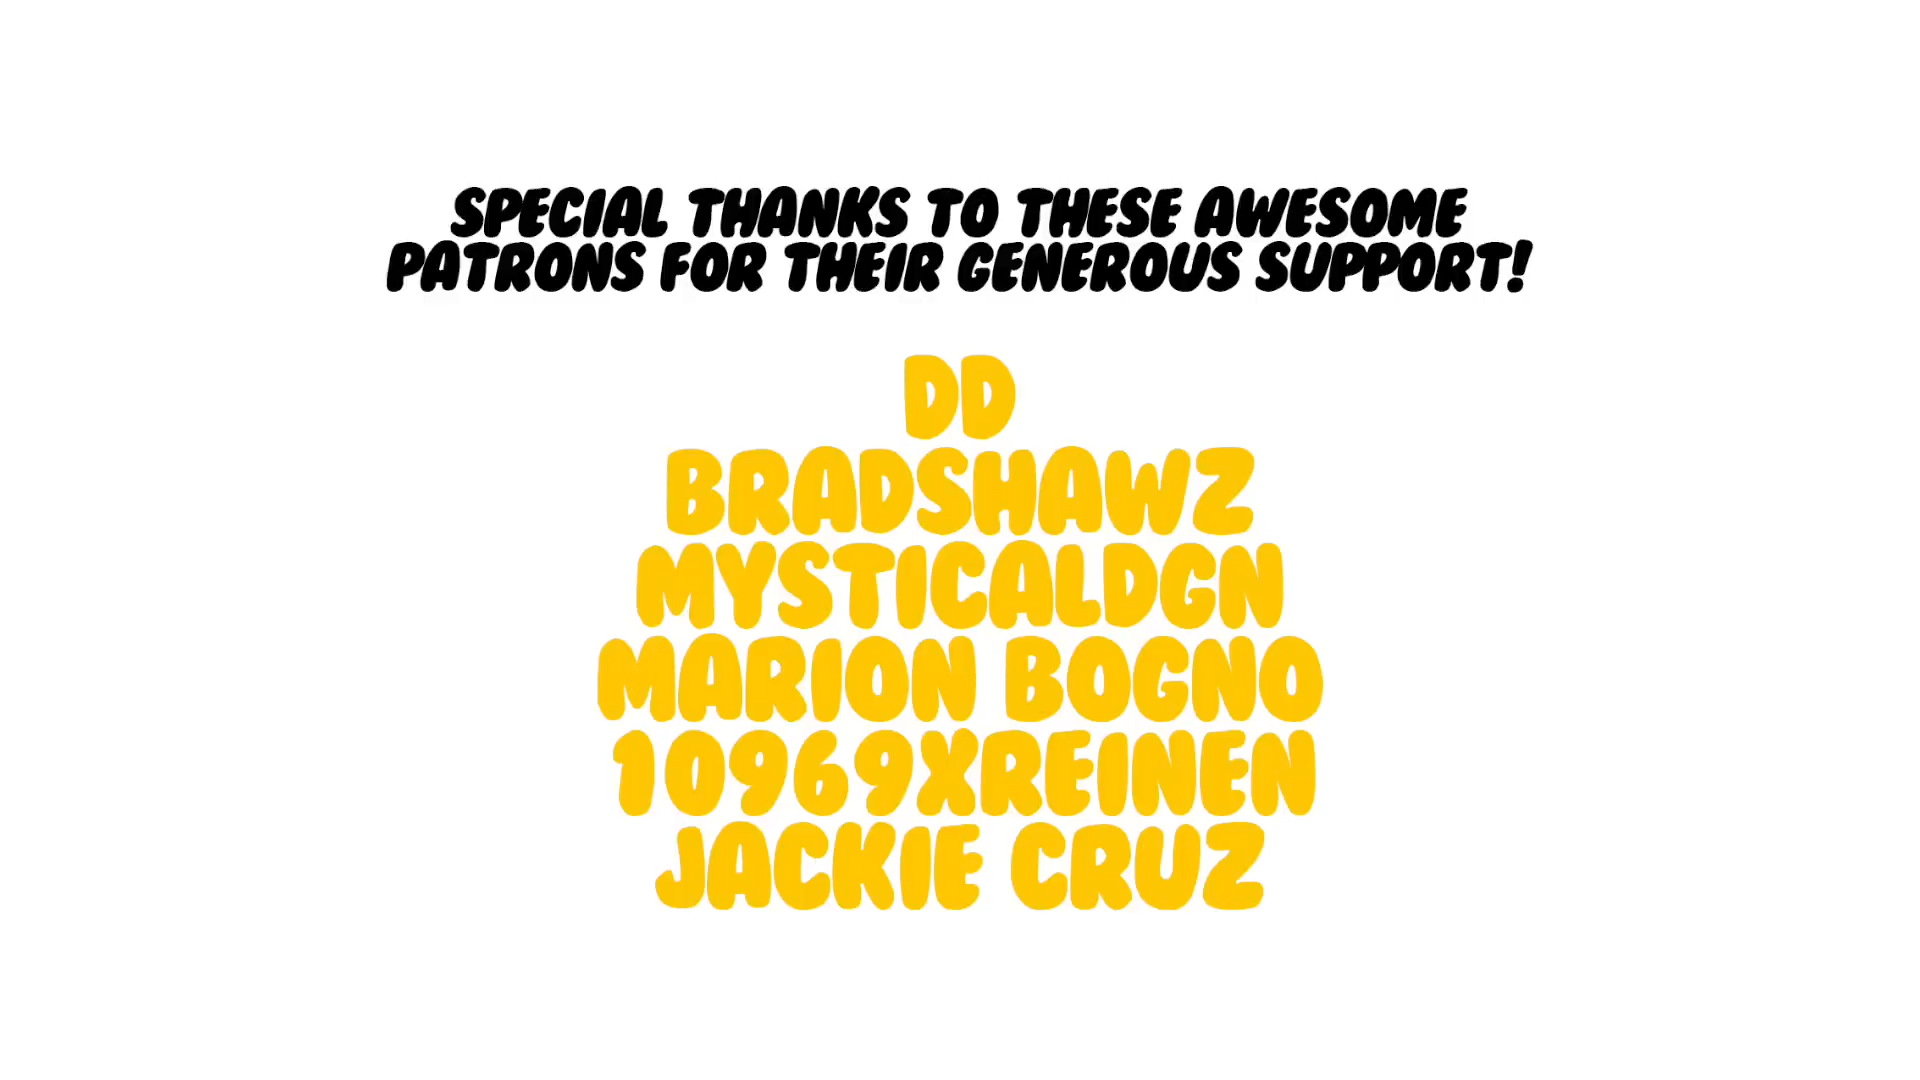 SPECIAL THANKS TO THESE AWESOME
PATRONS FOR THEIR GENEROUS SUPPORT!
DD
BRADSHAWZ
MYSTICALDGN
MARION BOGNO
10969XREINEN
JACKIE CRUZ